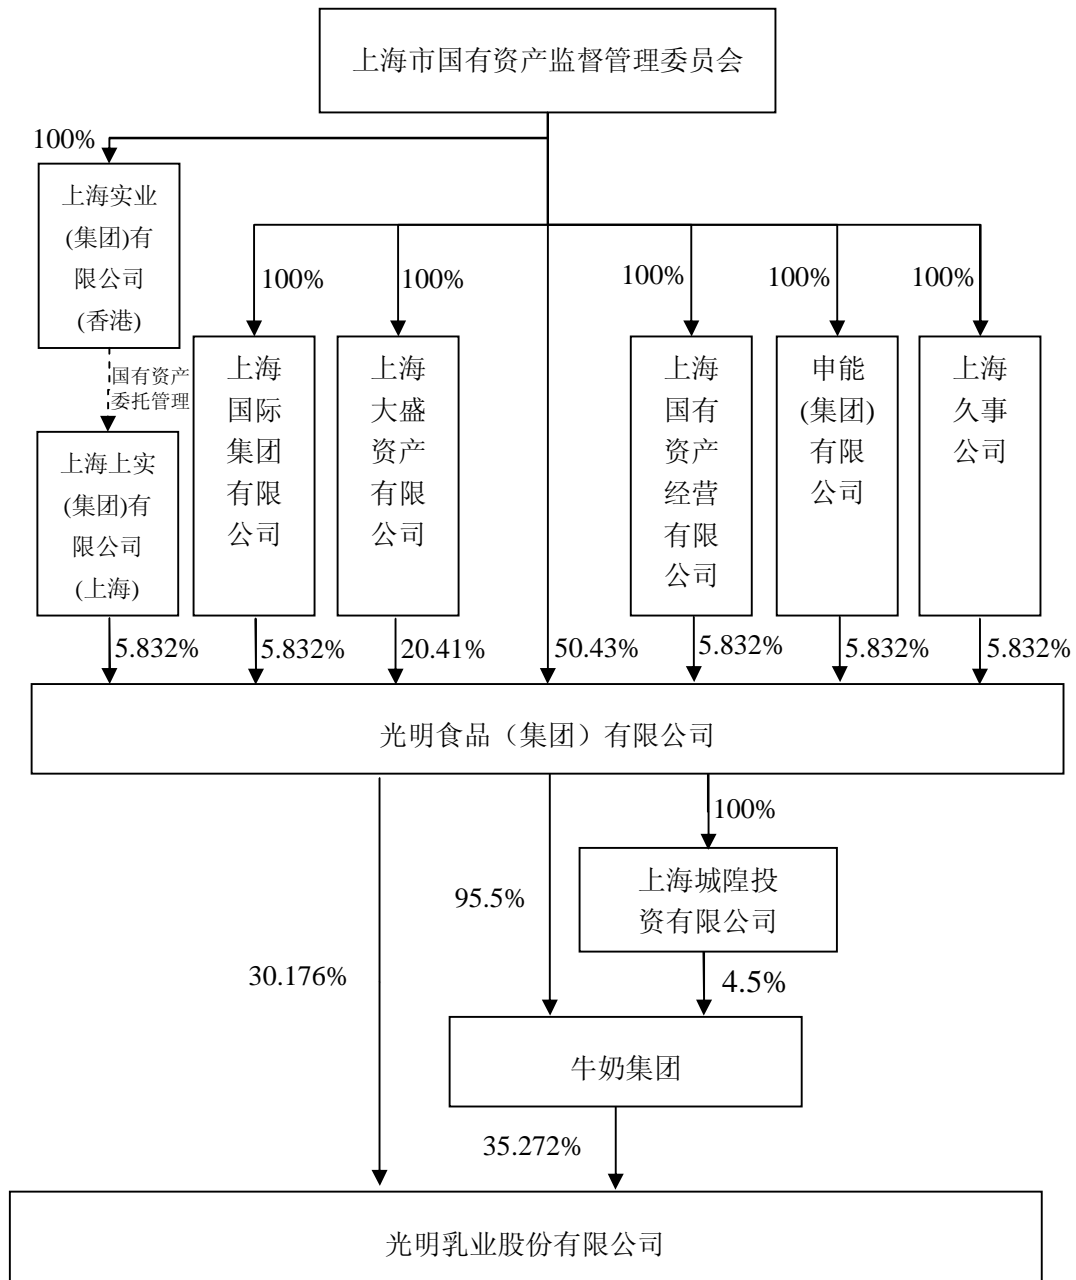 上海市国有资产监督管理委员会
100%
上海实业
(集团)有
限公司
(香港)
国有资产
委托管理
上海上实
(集团)有
限公司
(上海)
100%
100%
100%
100%
100%
上海
国际
集团
有限
公司
上海
大盛
资产
有限
公司
上海
国有
资产
经营
有限
公司
申能
(集团)
有限
公司
上海
久事
公司
5.832%
5.832%
20.41%
50.43%
5.832%
5.832%
5.832%
光明食品（集团）有限公司
100%
上海城隍投
资有限公司
95.5%
30.176%
4.5%
牛奶集团
35.272%
光明乳业股份有限公司